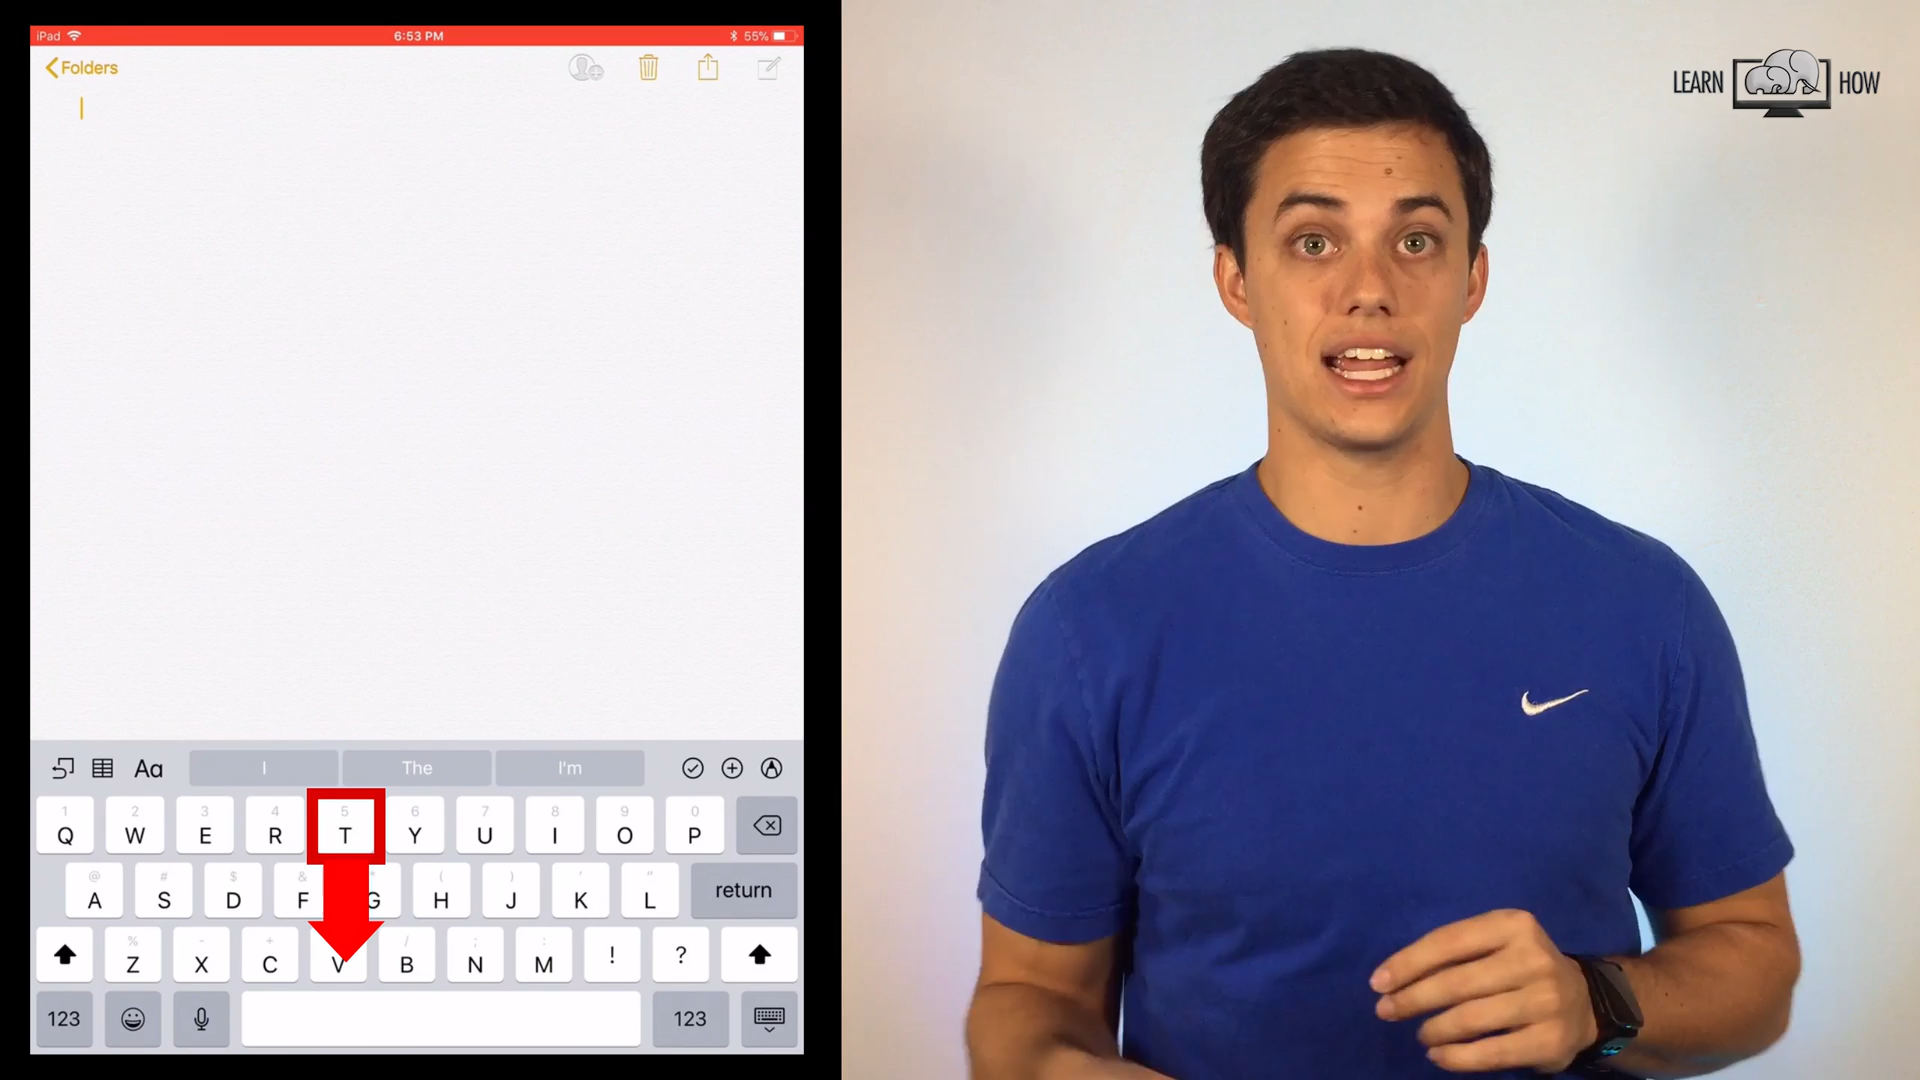 iPad 6:53 PM 55%
Folders
LEARN HOW
Aa I The I'm
1 2 3 4 5 6 7 8 9 0
Q W E R T Y U I O P
@ # $ & * ( ) ' "
A S D F G H J K L return
% - + / ; :
Z X C V B N M ! ?
123 123